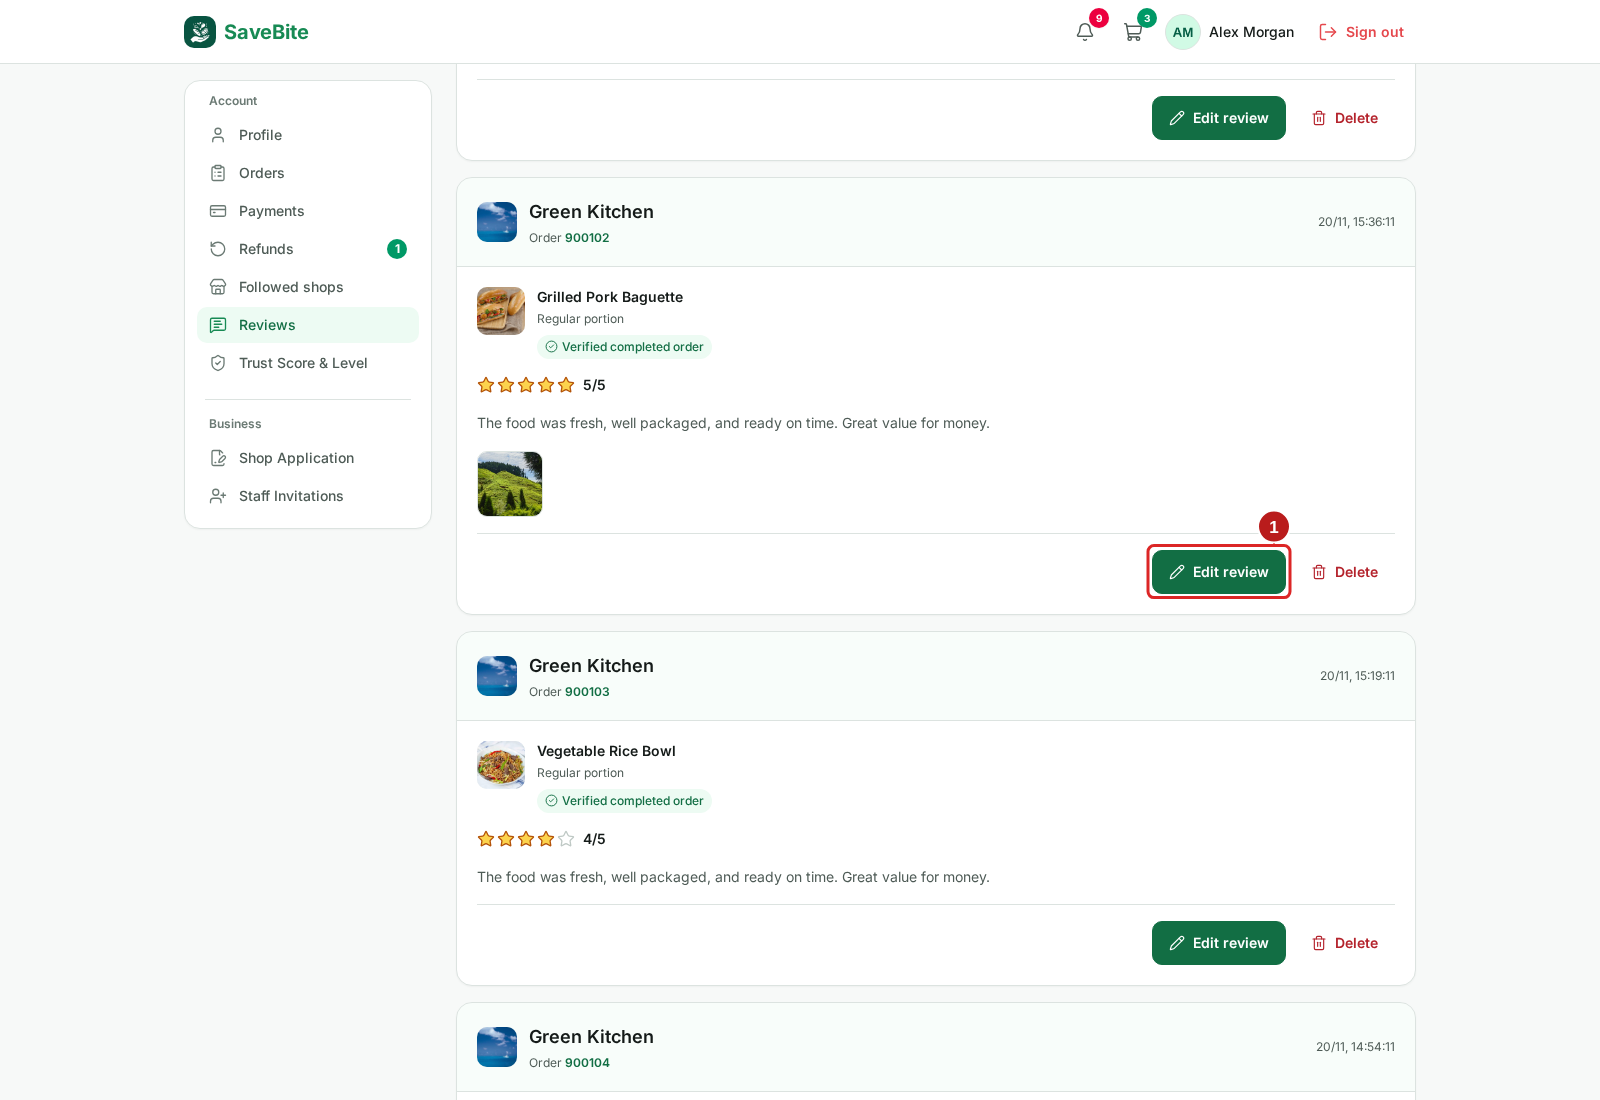 SaveBite
9
3
AM
Alex Morgan
Sign out
Account
Profile
Orders
Payments
Refunds
1
Followed shops
Reviews
Trust Score & Level
Business
Shop Application
Staff Invitations
Edit review
Delete
Green Kitchen
Order 900102
20/11, 15:36:11
Grilled Pork Baguette
Regular portion
Verified completed order
5/5
The food was fresh, well packaged, and ready on time. Great value for money.
1
Edit review
Delete
Green Kitchen
Order 900103
20/11, 15:19:11
Vegetable Rice Bowl
Regular portion
Verified completed order
4/5
The food was fresh, well packaged, and ready on time. Great value for money.
Edit review
Delete
Green Kitchen
Order 900104
20/11, 14:54:11